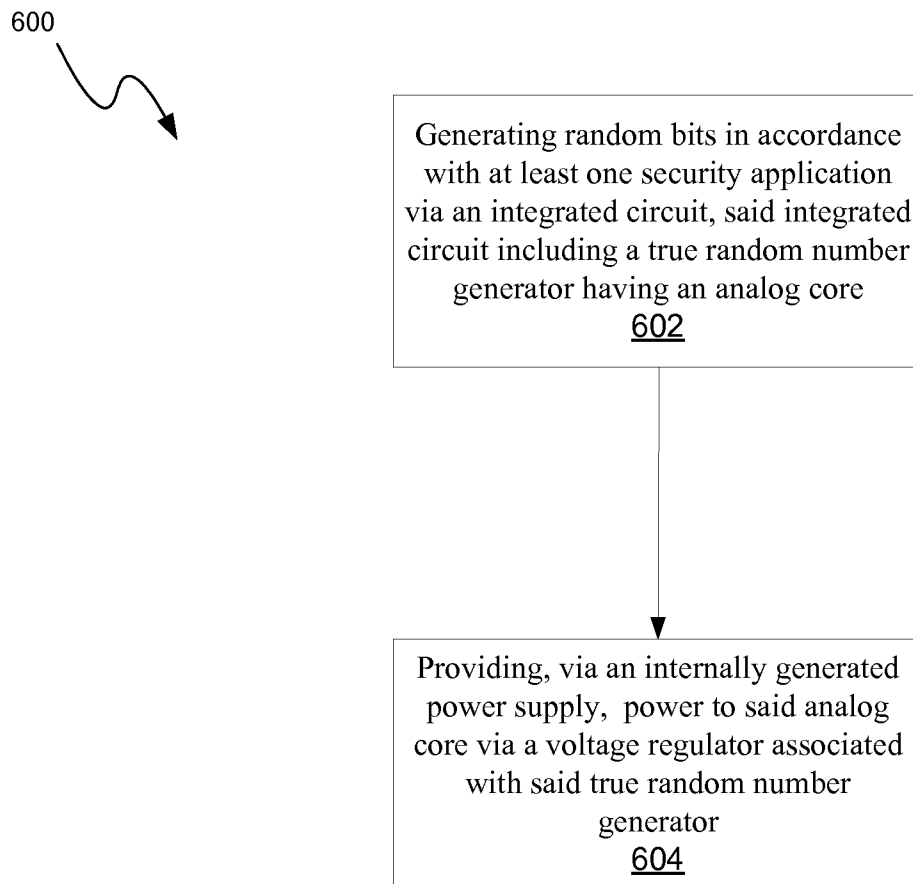 600
Generating random bits in accordance
with at least one security application
via an integrated circuit, said integrated
circuit including a true random number
generator having an analog core
602
Providing, via an internally generated
power supply, power to said analog
core via a voltage regulator associated
with said true random number
generator
604